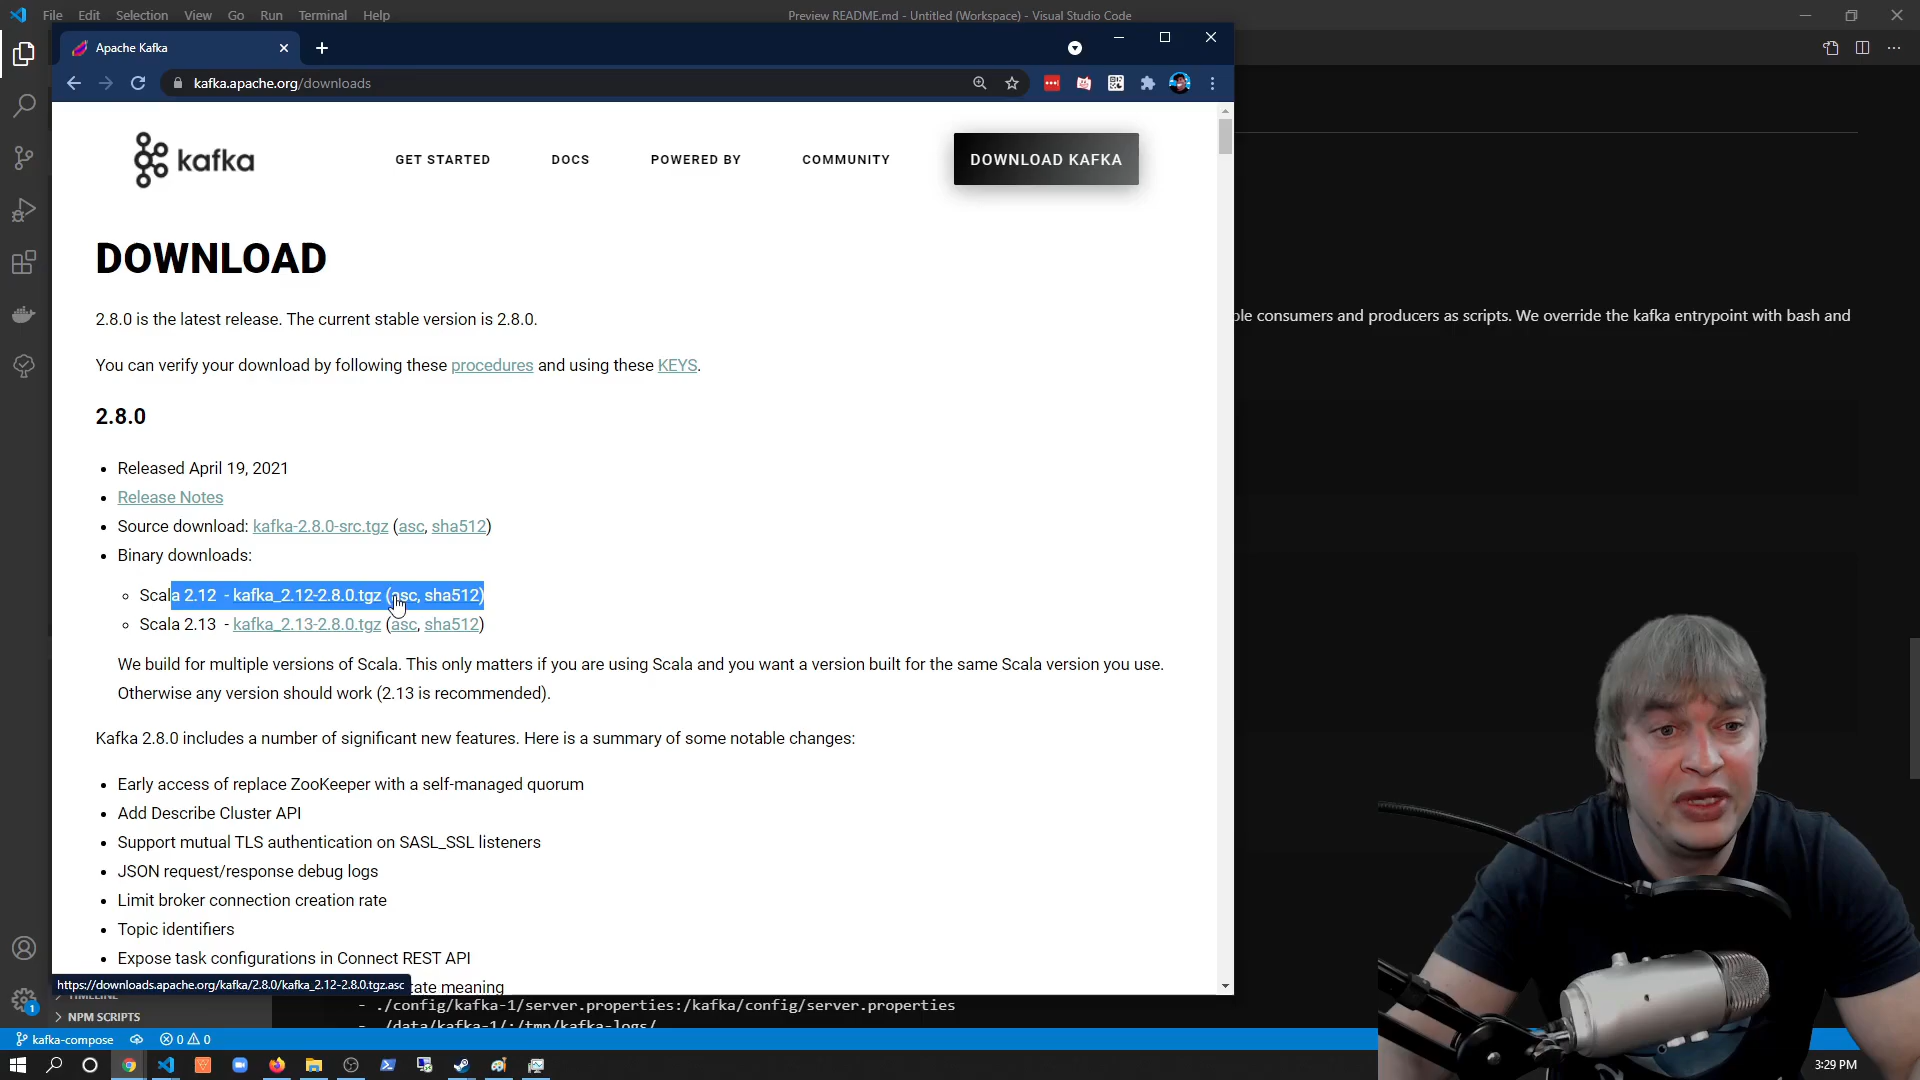 File Edit Selection View Go Run Terminal Help
Preview README.md - Untitled (Workspace) - Visual Studio Code
Apache Kafka
kafka.apache.org/downloads
kafka
GET STARTED
DOCS
POWERED BY
COMMUNITY
DOWNLOAD KAFKA
DOWNLOAD
2.8.0 is the latest release. The current stable version is 2.8.0.
ple consumers and producers as scripts. We override the kafka entrypoint with bash and
You can verify your download by following these procedures and using these KEYS.
2.8.0
• Released April 19, 2021
• Release Notes
• Source download: kafka-2.8.0-src.tgz (asc, sha512)
• Binary downloads:
Scala 2.12 - kafka_2.12-2.8.0.tgz (asc, sha512)
Scala 2.13 - kafka_2.13-2.8.0.tgz (asc, sha512)
We build for multiple versions of Scala. This only matters if you are using Scala and you want a version built for the same Scala version you use.
Otherwise any version should work (2.13 is recommended).
Kafka 2.8.0 includes a number of significant new features. Here is a summary of some notable changes:
• Early access of replace ZooKeeper with a self-managed quorum
• Add Describe Cluster API
• Support mutual TLS authentication on SASL_SSL listeners
• JSON request/response debug logs
• Limit broker connection creation rate
• Topic identifiers
• Expose task configurations in Connect REST API
https://downloads.apache.org/kafka/2.8.0/kafka_2.12-2.8.0.tgz.asc
tate meaning
TIMELINE
- ./config/kafka-1/server.properties:/kafka/config/server.properties
NPM SCRIPTS
- ./data/kafka-1/:/tmp/kafka-logs/
1
kafka-compose
0 0
3:29 PM